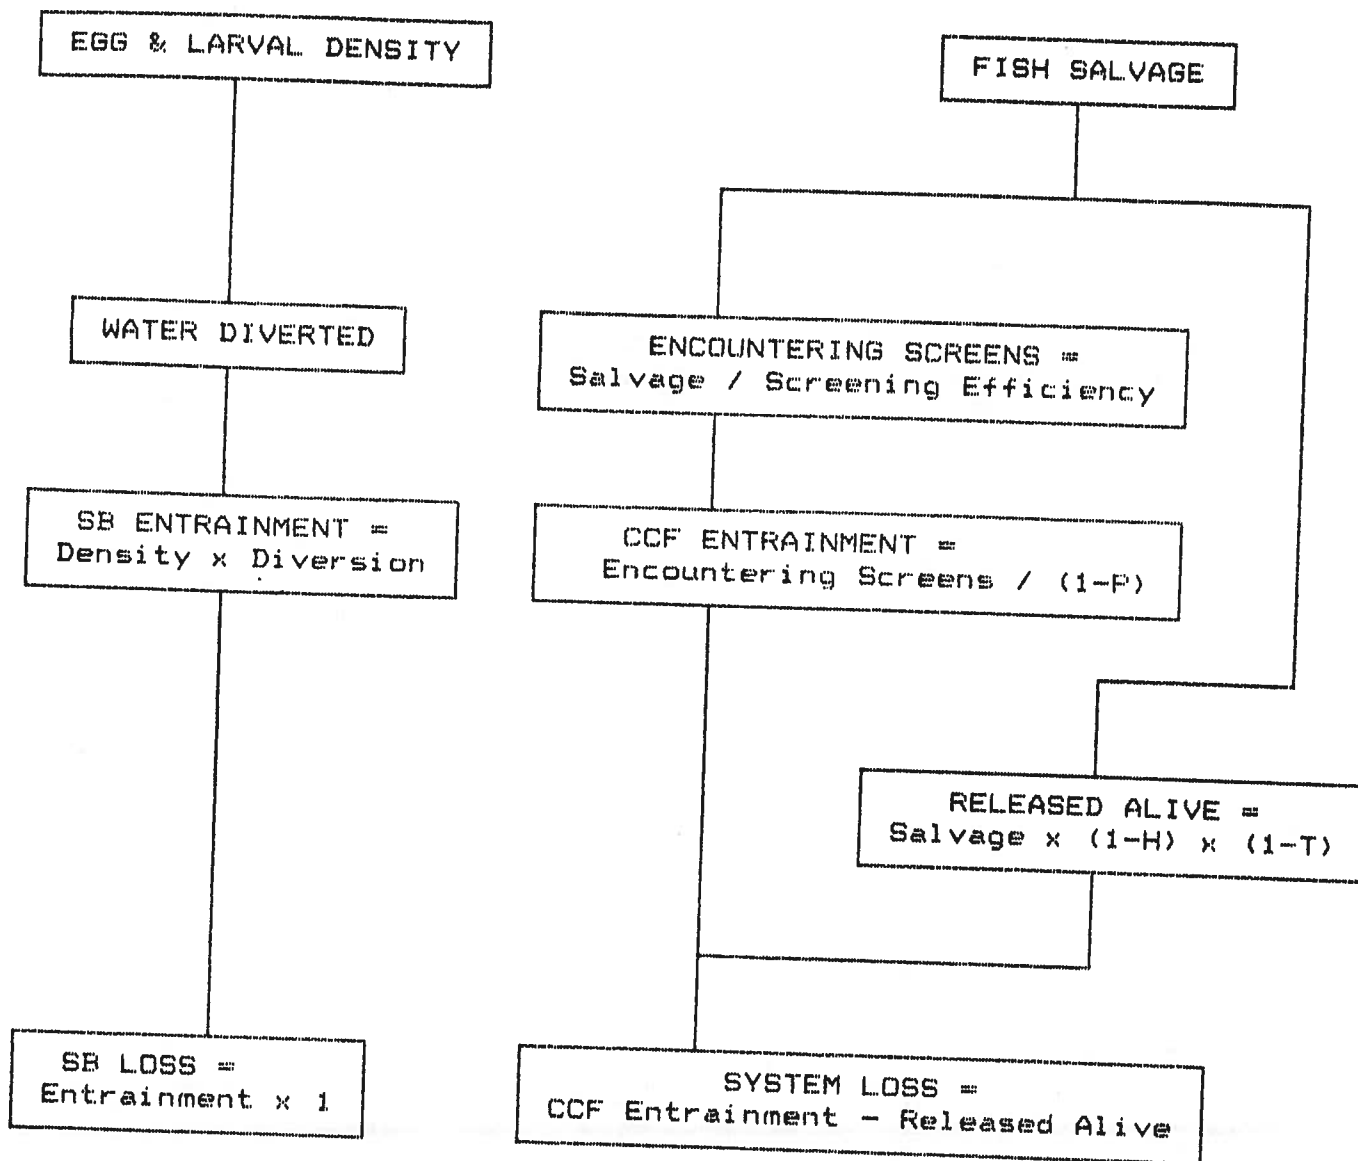 EGG & LARVAL DENSITY
FISH SALVAGE
WATER DIVERTED
ENCOUNTERING SCREENS =
Salvage / Screening Efficiency
SB ENTRAINMENT =
Density x Diversion
CCF ENTRAINMENT =
Encountering Screens / (1-P)
RELEASED ALIVE =
Salvage x (1-H) x (1-T)
SB LOSS =
Entrainment x 1
SYSTEM LOSS =
CCF Entrainment - Released Alive